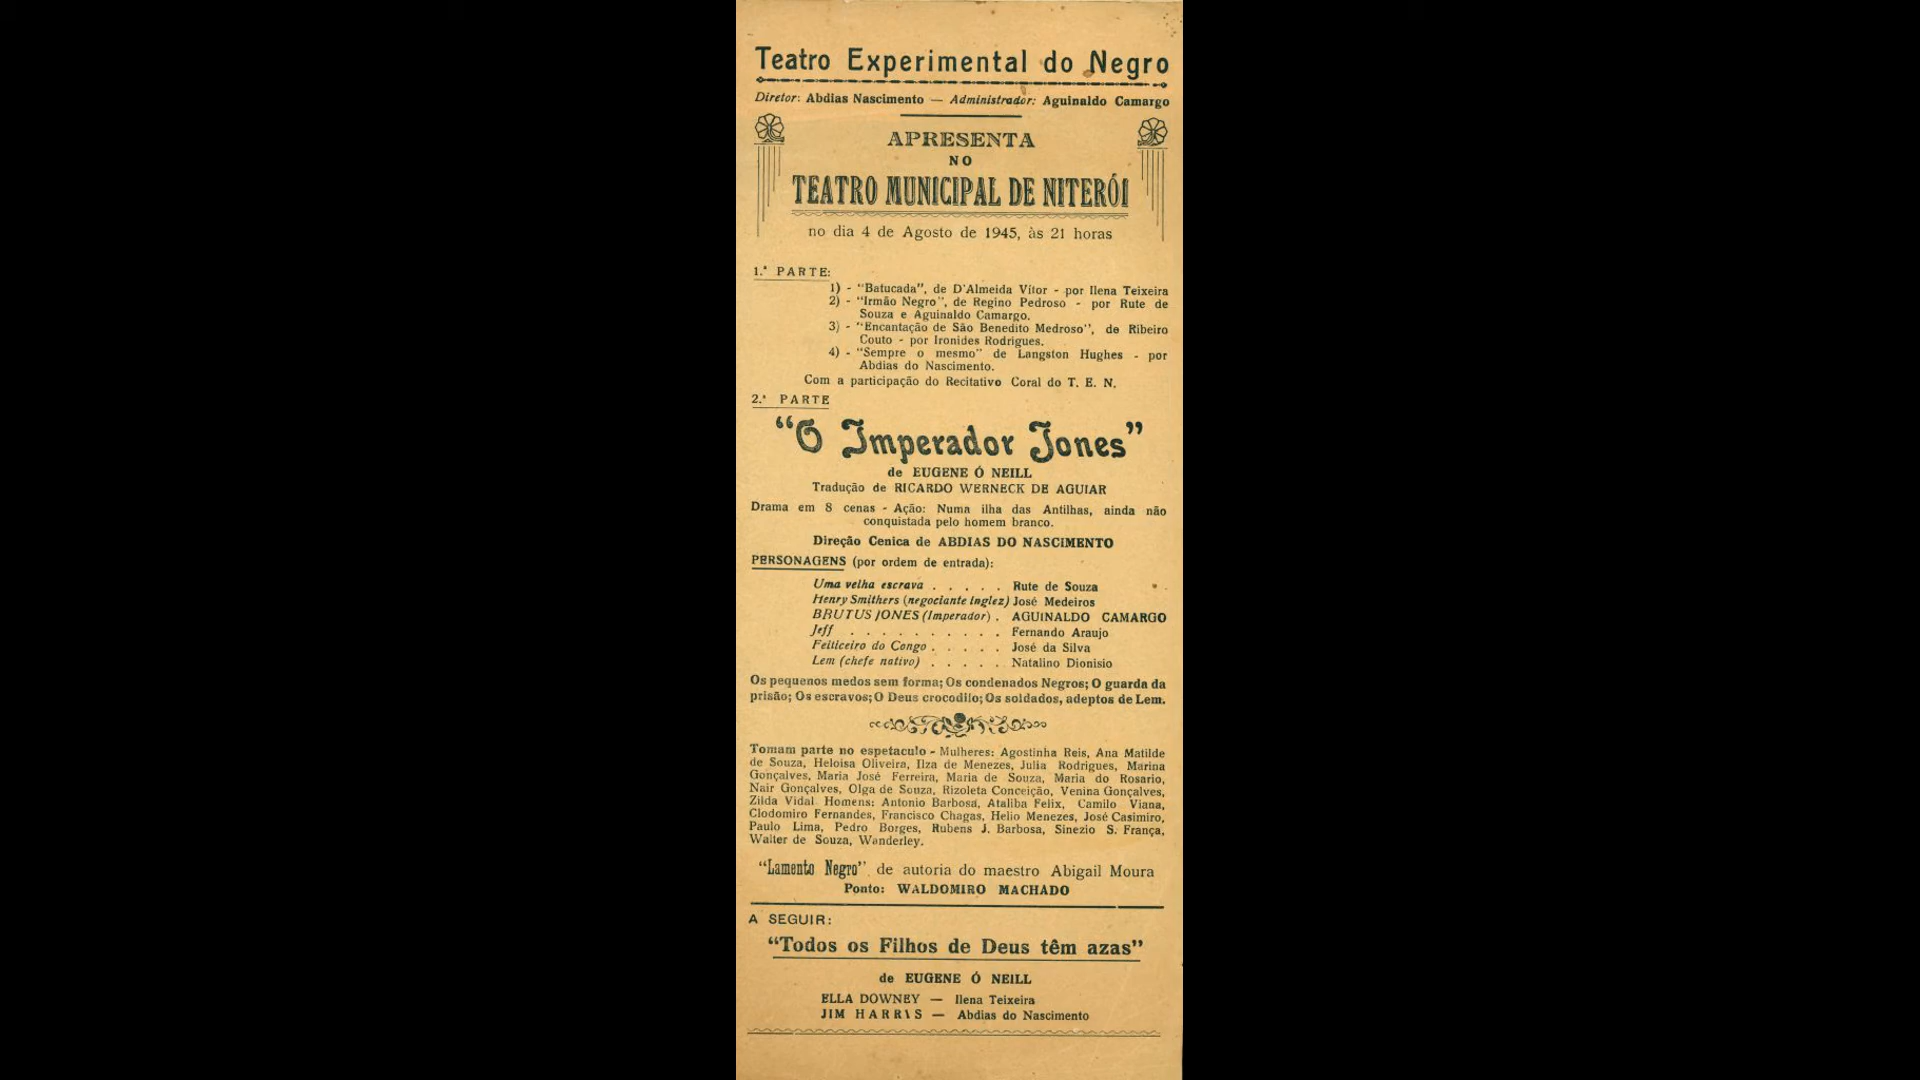 Teatro Experimental do Negro
Diretor: Abdias Nascimento — Administrador: Aguinaldo Camargo
APRESENTA
NO
TEATRO MUNICIPAL DE NITERÓI
no dia 4 de Agosto de 1945, às 21 horas
1.ª PARTE:
1) - "Batucada", de D'Almeida Vitor - por Ilena Teixeira
2) - "Irmão Negro", de Regino Pedroso - por Rute de
Souza e Aguinaldo Camargo.
3) - "Encantação de São Benedito Medroso", de Ribeiro
Couto - por Ironides Rodrigues.
4) - "Sempre o mesmo" de Langston Hughes - por
Abdias do Nascimento.
Com a participação do Recitativo Coral do T. E. N.
2.ª PARTE
"O Imperador Jones"
de EUGENE Ó NEILL
Tradução de RICARDO WERNECK DE AGUIAR
Drama em 8 cenas - Ação: Numa ilha das Antilhas, ainda não
conquistada pelo homem branco.
Direção Cenica de ABDIAS DO NASCIMENTO
PERSONAGENS (por ordem de entrada):
Uma velha escrava . . . . . Rute de Souza
Henry Smithers (negociante inglez) José Medeiros
BRUTUS JONES (Imperador) . AGUINALDO CAMARGO
Jeff . . . . . . . . . . Fernando Araujo
Feiticeiro do Congo . . . . . José da Silva
Lem (chefe nativo) . . . . . Natalino Dionisio
Os pequenos medos sem forma; Os condenados Negros; O guarda da
prisão; Os escravos; O Deus crocodilo; Os soldados, adeptos de Lem.
Tomam parte no espetaculo - Mulheres: Agostinha Reis, Ana Matilde
de Souza, Heloisa Oliveira, Ilza de Menezes, Julia Rodrigues, Marina
Gonçalves, Maria José Ferreira, Maria de Souza, Maria do Rosario,
Nair Gonçalves, Olga de Souza, Rizoleta Conceição, Venina Gonçalves,
Zilda Vidal. Homens: Antonio Barbosa, Ataliba Felix, Camilo Viana,
Clodomiro Fernandes, Francisco Chagas, Helio Menezes, José Casimiro,
Paulo Lima, Pedro Borges, Rubens J. Barbosa, Sinezio S. França,
Walter de Souza, Wanderley.
"Lamento Negro" de autoria do maestro Abigail Moura
Ponto: WALDOMIRO MACHADO
A SEGUIR:
"Todos os Filhos de Deus têm azas"
de EUGENE Ó NEILL
ELLA DOWNEY — Ilena Teixeira
JIM HARRIS — Abdias do Nascimento